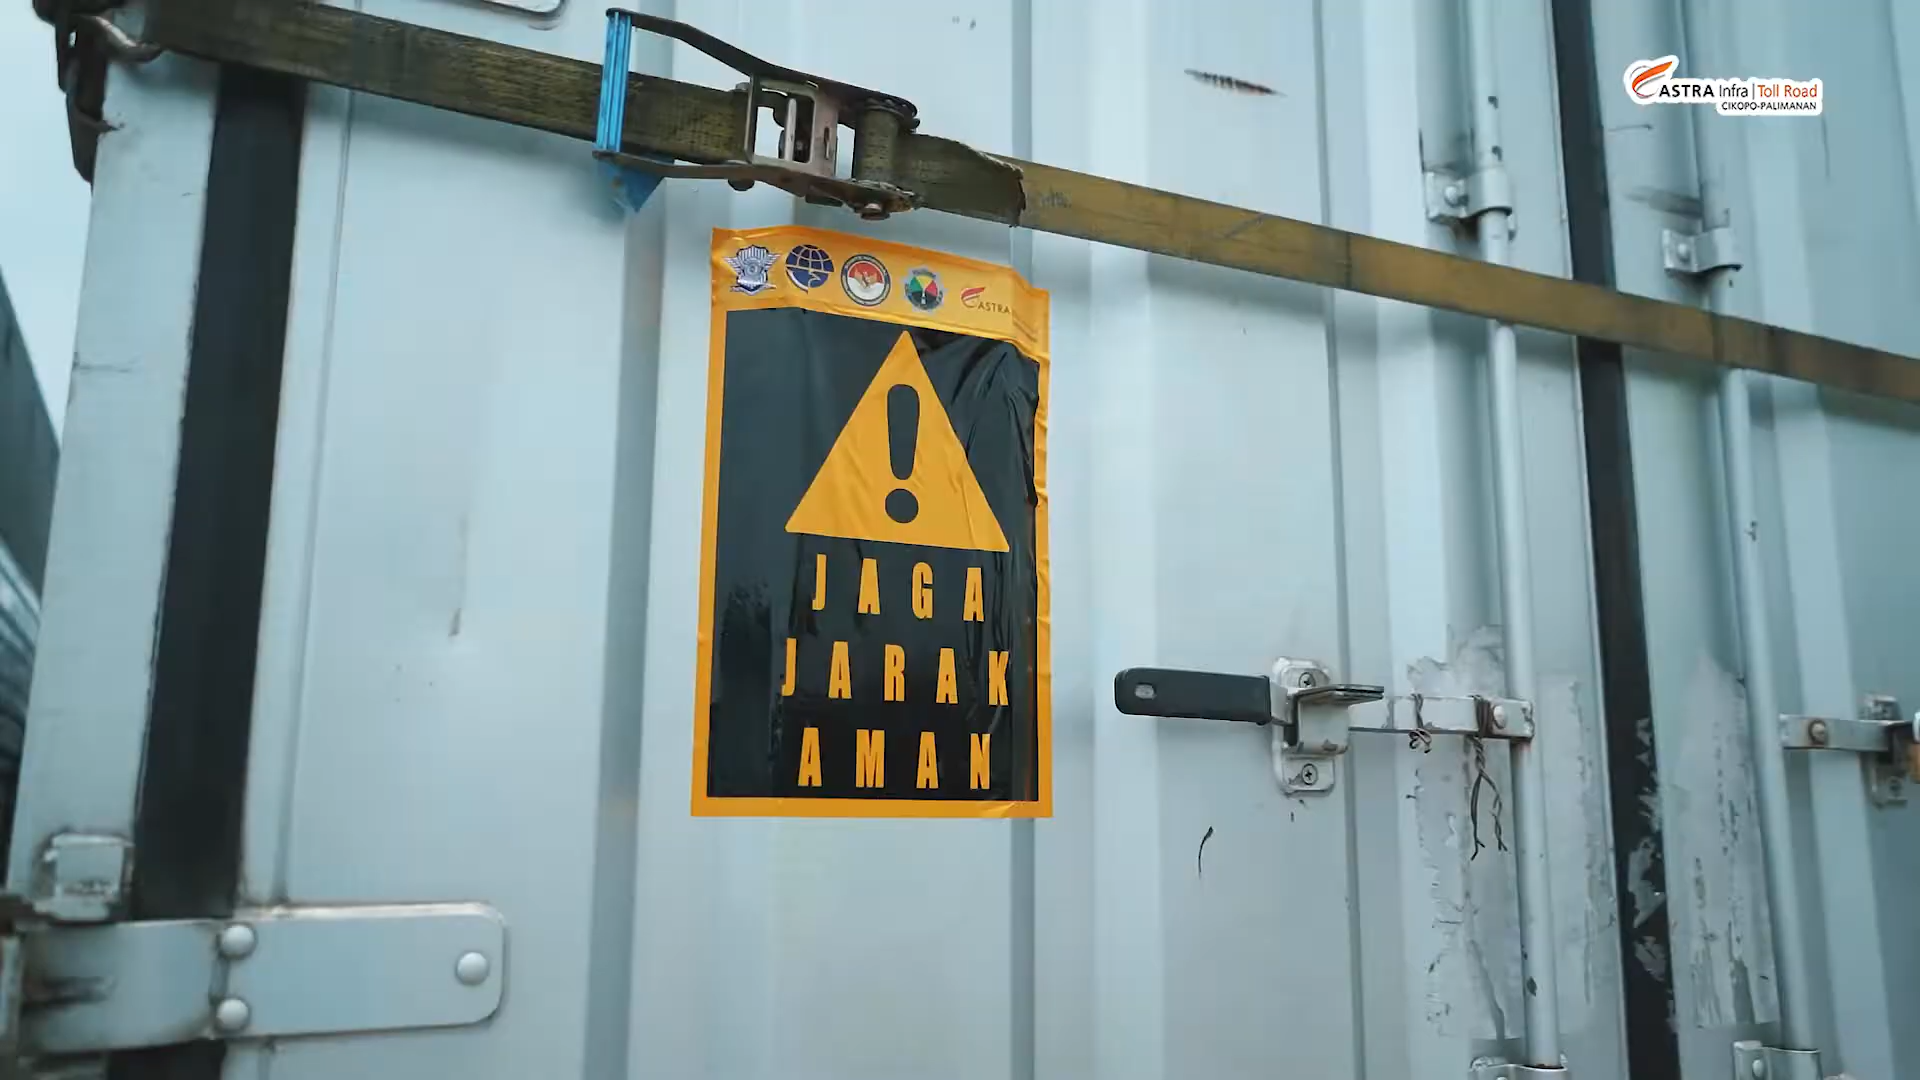 ASTRA Infra | Toll Road
CIKOPO-PALIMANAN
ASTRA
JAGA
JARAK
AMAN